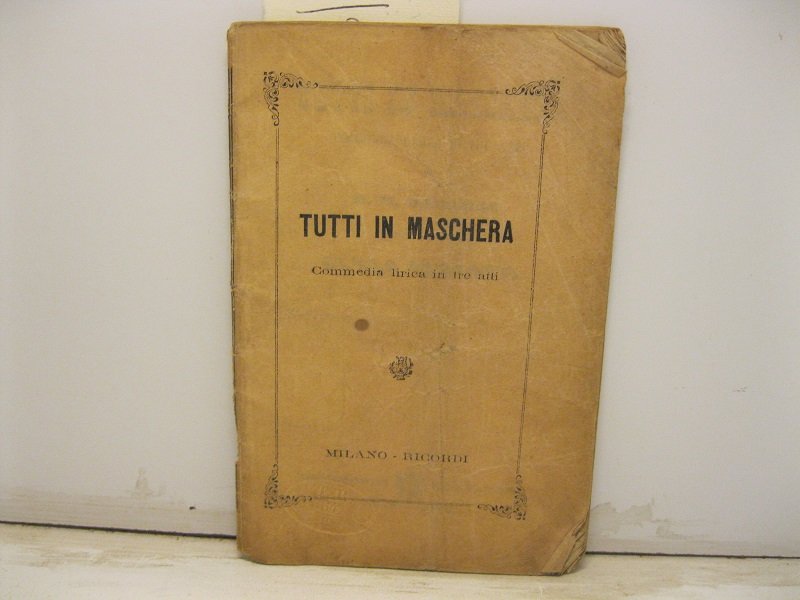 TUTTI IN MASCHERA
Commedia lirica in tre atti
MILANO - RICORDI